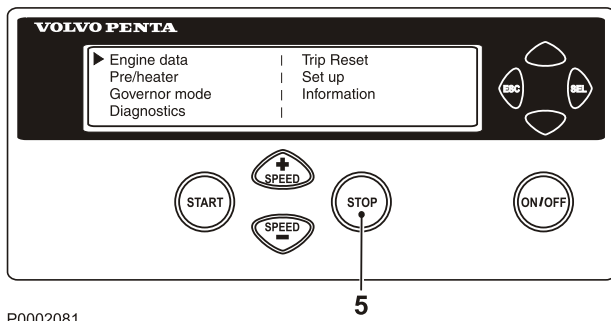 VOLVO PENTA
Engine data | Trip Reset
Pre/heater | Set up
Governor mode | Information
Diagnostics |
ESC
SEL
START
+
SPEED
SPEED
−
STOP
ON/OFF
5
P0002081